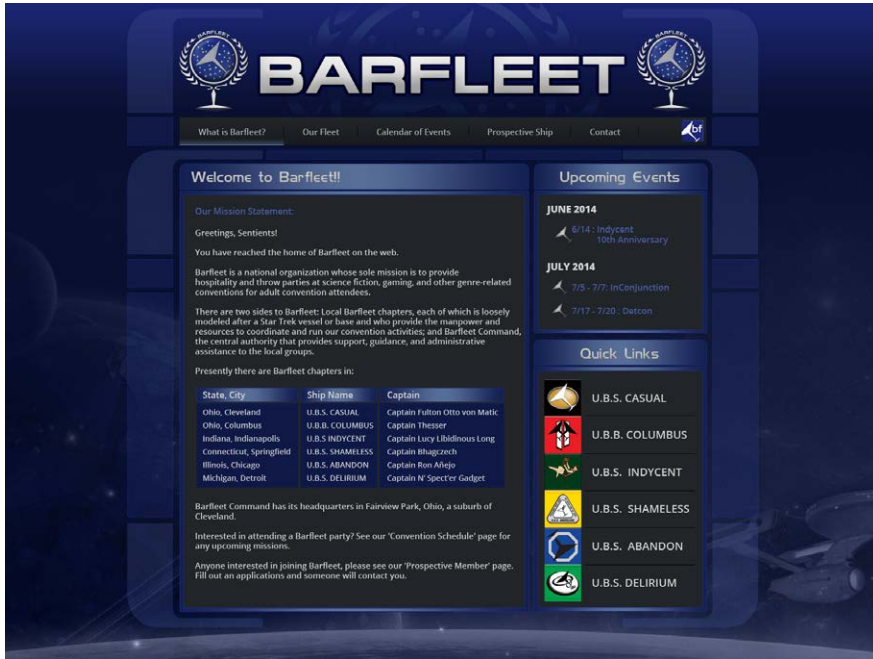 BARFLEET
BARFLEET
BARFLEET
What is Barfleet? Our Fleet Calendar of Events Prospective Ship Contact bf
Welcome to Barfleet!!
Our Mission Statement:
Greetings, Sentients!
You have reached the home of Barfleet on the web.
Barfleet is a national organization whose sole mission is to provide
hospitality and throw parties at science fiction, gaming, and other genre-related
conventions for adult convention attendees.
There are two sides to Barfleet: Local Barfleet chapters, each of which is loosely
modeled after a Star Trek vessel or base and who provide the manpower and
resources to coordinate and run our convention activities; and Barfleet Command,
the central authority that provides support, guidance, and administrative
assistance to the local groups.
Presently there are Barfleet chapters in:
State, City Ship Name Captain
Ohio, Cleveland U.B.S. CASUAL Captain Fulton Otto von Matic
Ohio, Columbus U.B.B. COLUMBUS Captain Thesser
Indiana, Indianapolis U.B.S INDYCENT Captain Lucy Libidinous Long
Connecticut, Springfield U.B.S. SHAMELESS Captain Bhagczech
Illinois, Chicago U.B.S. ABANDON Captain Ron Añejo
Michigan, Detroit U.B.S. DELIRIUM Captain N' Spect'er Gadget
Barfleet Command has its headquarters in Fairview Park, Ohio, a suburb of
Cleveland.
Interested in attending a Barfleet party? See our 'Convention Schedule' page for
any upcoming missions.
Anyone interested in joining Barfleet, please see our 'Prospective Member' page.
Fill out an applications and someone will contact you.
Upcoming Events
JUNE 2014
6/14 : Indycent
10th Anniversary
JULY 2014
7/5 - 7/7: InConjunction
7/17 - 7/20 : Detcon
Quick Links
U.B.S. CASUAL
U.B.B. COLUMBUS
U.B.S. INDYCENT
U.B.S. SHAMELESS
U.B.S. ABANDON
U.B.S. DELIRIUM